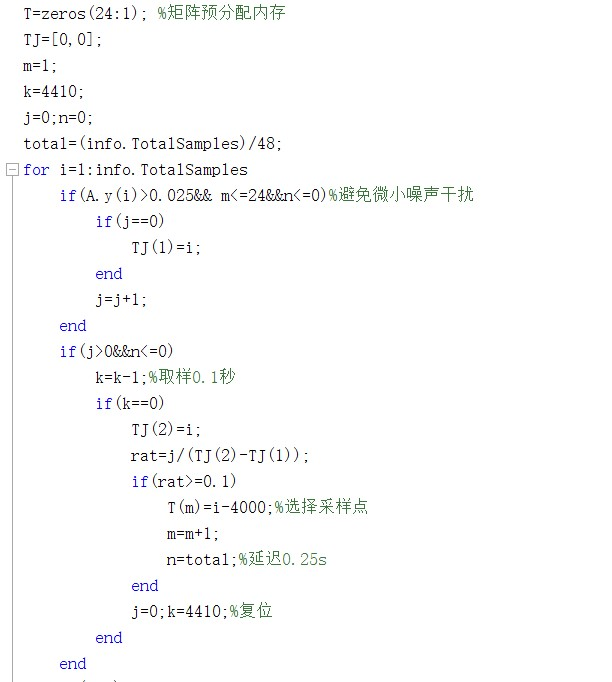 T=zeros(24:1); %矩阵预分配内存
TJ=[0,0];
m=1;
k=4410;
j=0;n=0;
total=(info.TotalSamples)/48;
for i=1:info.TotalSamples
if(A.y(i)>0.025&& m<=24&&n<=0)%避免微小噪声干扰
if(j==0)
TJ(1)=i;
end
j=j+1;
end
if(j>0&&n<=0)
k=k-1;%取样0.1秒
if(k==0)
TJ(2)=i;
rat=j/(TJ(2)-TJ(1));
if(rat>=0.1)
T(m)=i-4000;%选择采样点
m=m+1;
n=total;%延迟0.25s
end
j=0;k=4410;%复位
end
end